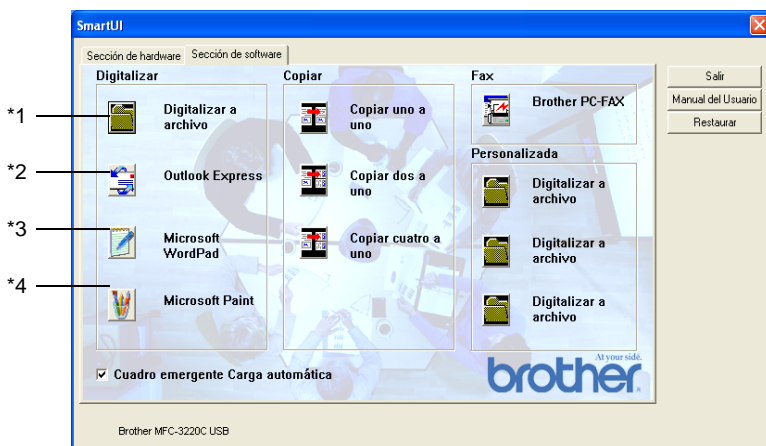 SmartUI
Sección de hardware
Sección de software
Digitalizar
*1
Digitalizar a
archivo
*2
Outlook Express
*3
Microsoft
WordPad
*4
Microsoft Paint
Copiar
Copiar uno a
uno
Copiar dos a
uno
Copiar cuatro a
uno
Fax
Brother PC-FAX
Personalizada
Digitalizar a
archivo
Digitalizar a
archivo
Digitalizar a
archivo
Salir
Manual del Usuario
Restaurar
Cuadro emergente Carga automática
At your side.
brother
Brother MFC-3220C USB